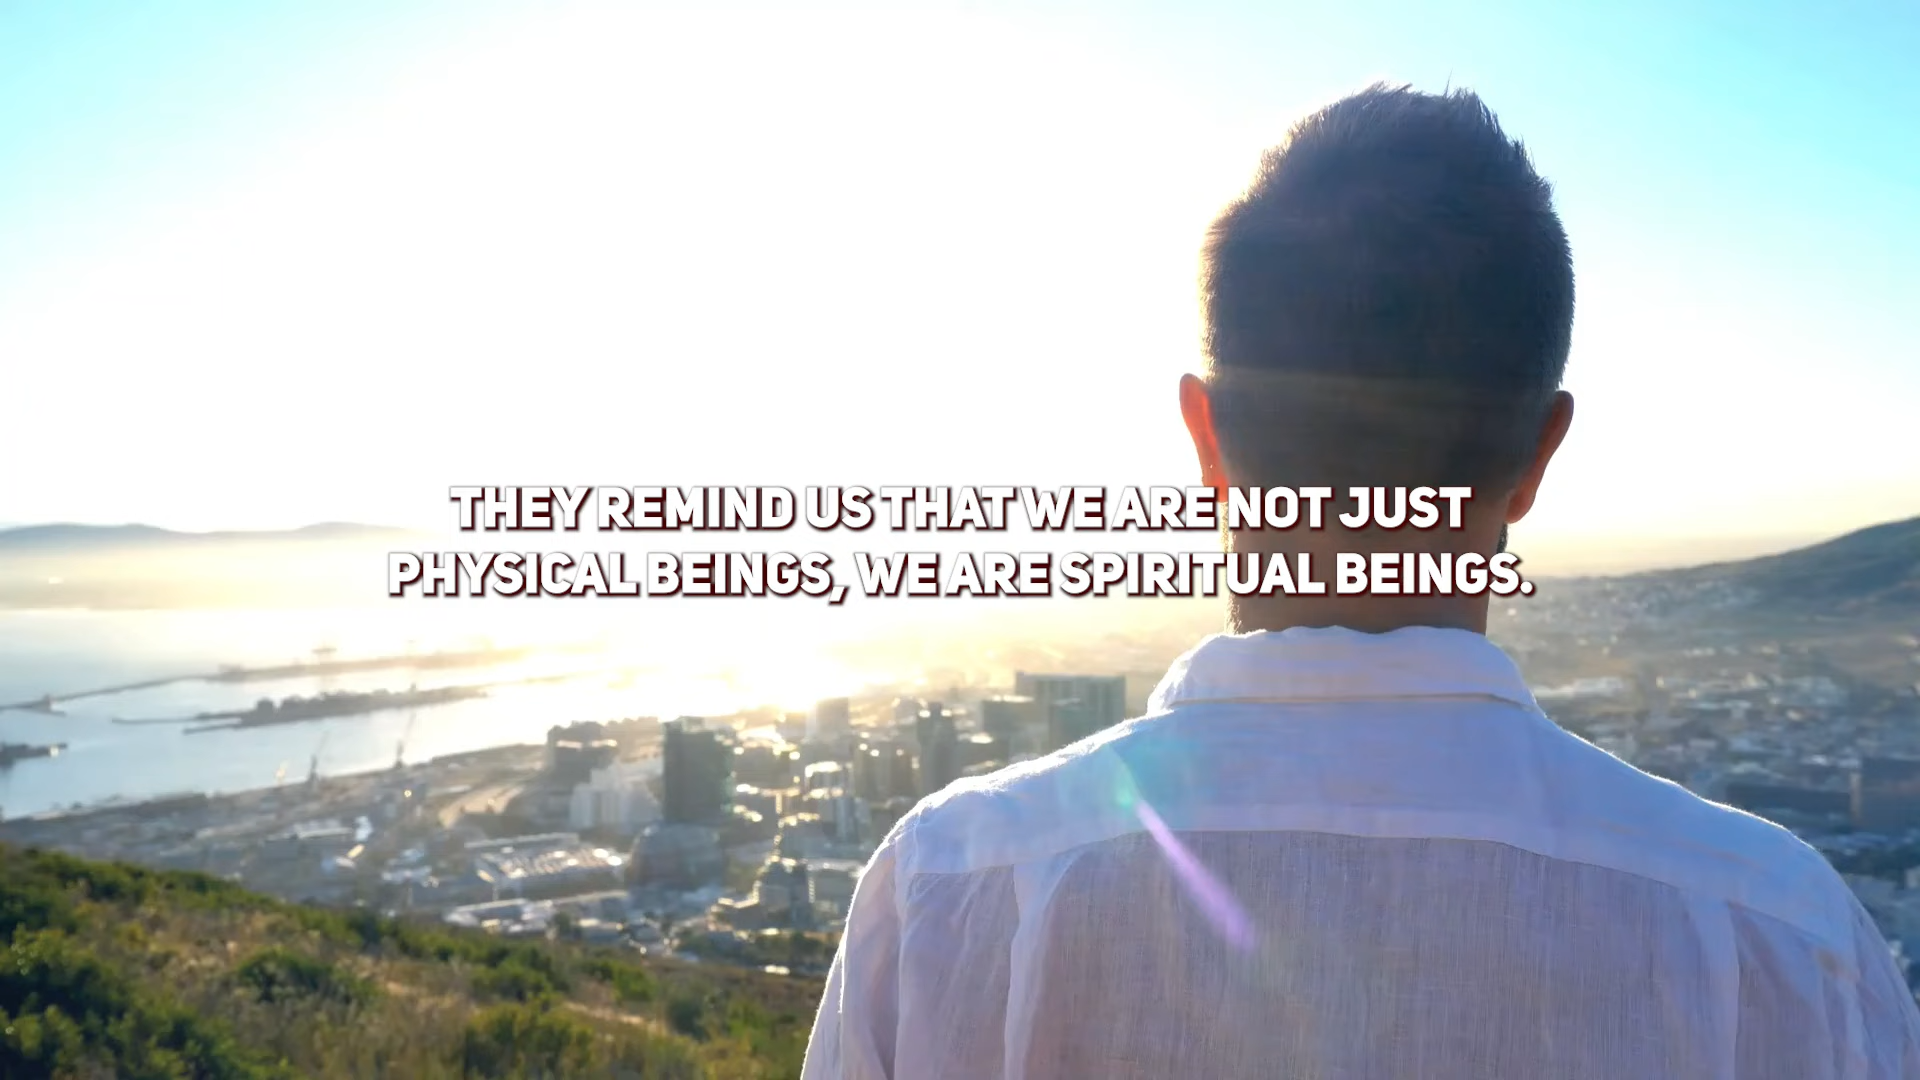 THEY REMIND US THAT WE ARE NOT JUST
PHYSICAL BEINGS, WE ARE SPIRITUAL BEINGS.